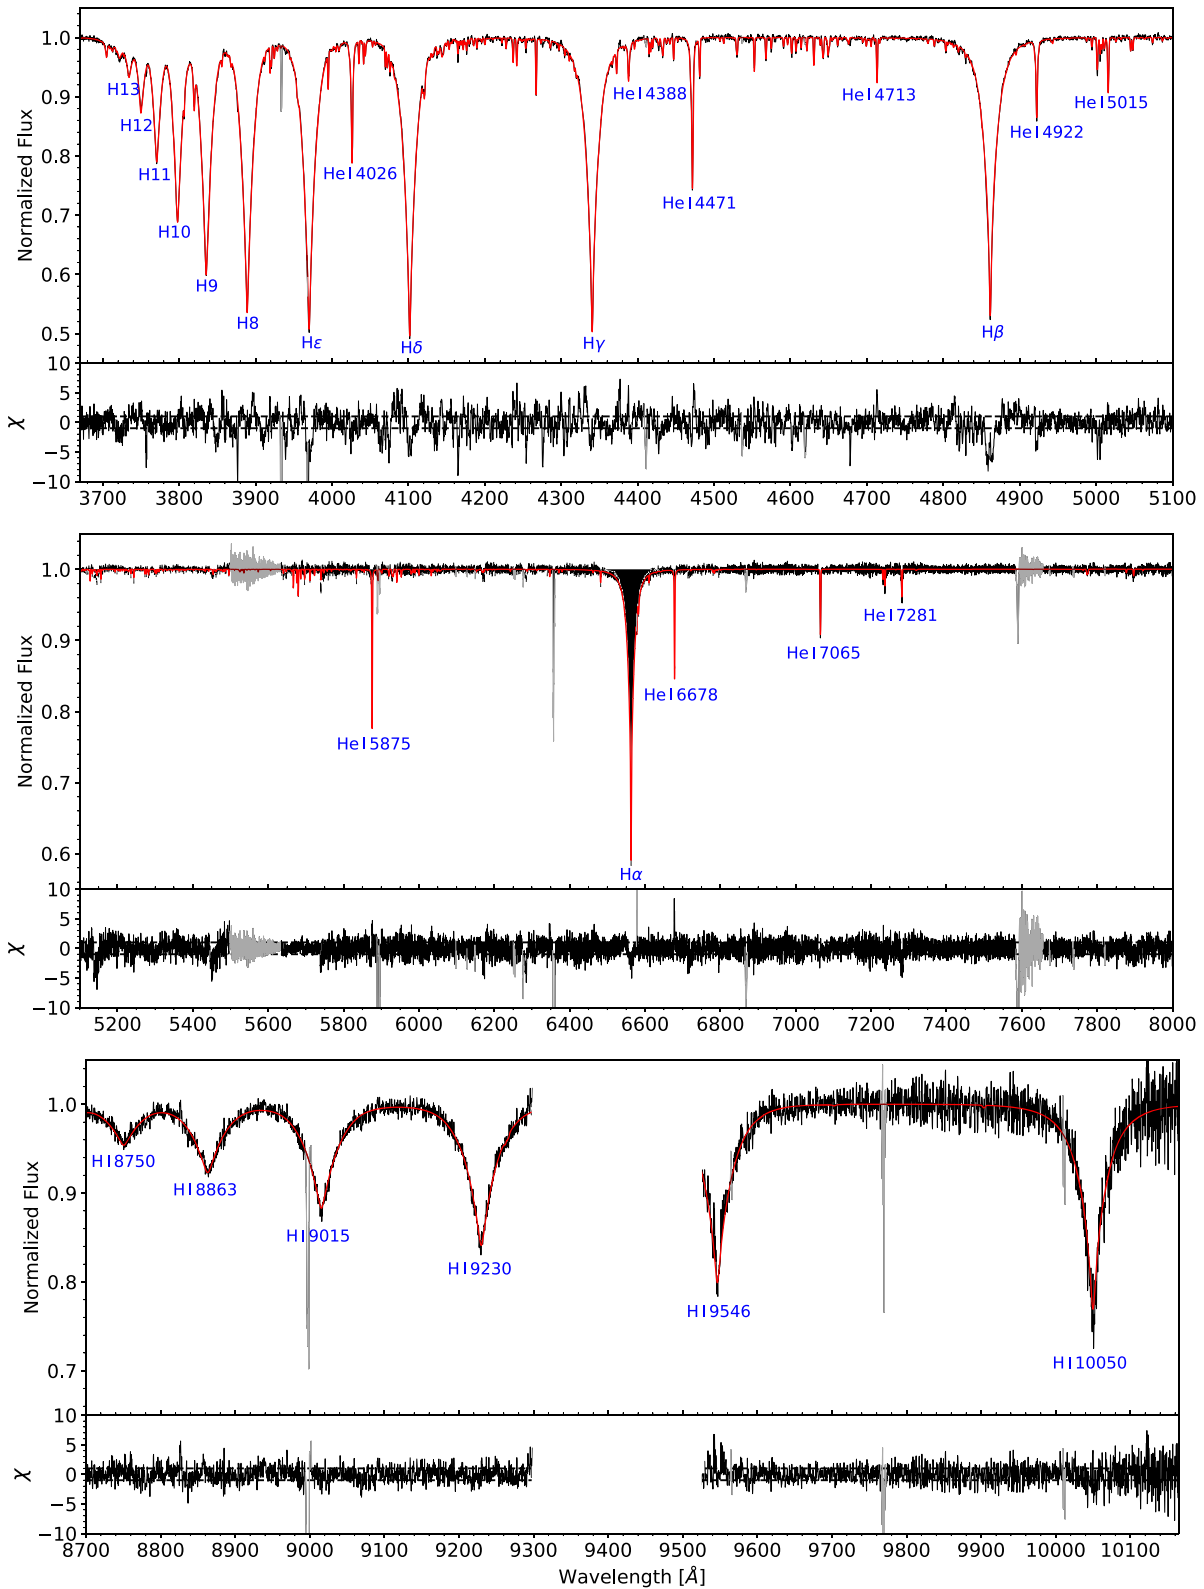 1.0
0.9
0.8
0.7
0.6
0.5
Normalized Flux
H13
H12
H11
H10
H9
H8
Hε
He I 4026
Hδ
Hγ
He I 4388
He I 4471
He I 4713
Hβ
He I 4922
He I 5015
10
5
0
−5
−10
χ
3700 3800 3900 4000 4100 4200 4300 4400 4500 4600 4700 4800 4900 5000 5100
1.0
0.9
0.8
0.7
0.6
Normalized Flux
He I 5875
Hα
He I 6678
He I 7065
He I 7281
10
5
0
−5
−10
χ
5200 5400 5600 5800 6000 6200 6400 6600 6800 7000 7200 7400 7600 7800 8000
1.0
0.9
0.8
0.7
Normalized Flux
H I 8750
H I 8863
H I 9015
H I 9230
H I 9546
H I 10050
10
5
0
−5
−10
χ
8700 8800 8900 9000 9100 9200 9300 9400 9500 9600 9700 9800 9900 10000 10100
Wavelength [Å]